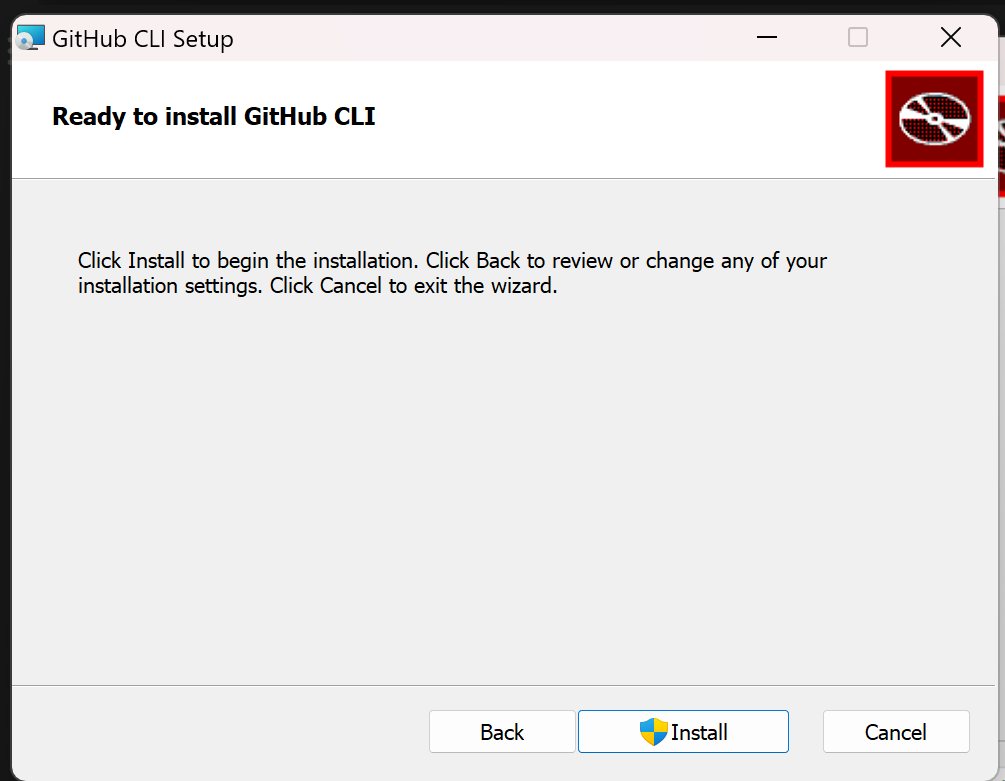 GitHub CLI Setup
Ready to install GitHub CLI
Click Install to begin the installation. Click Back to review or change any of your
installation settings. Click Cancel to exit the wizard.
Back
Install
Cancel